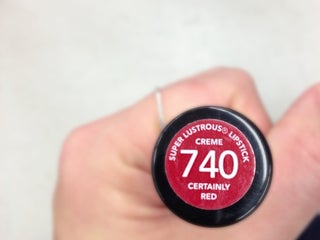 SUPER LUSTROUS® LIPSTICK
CREME
740
CERTAINLY
RED